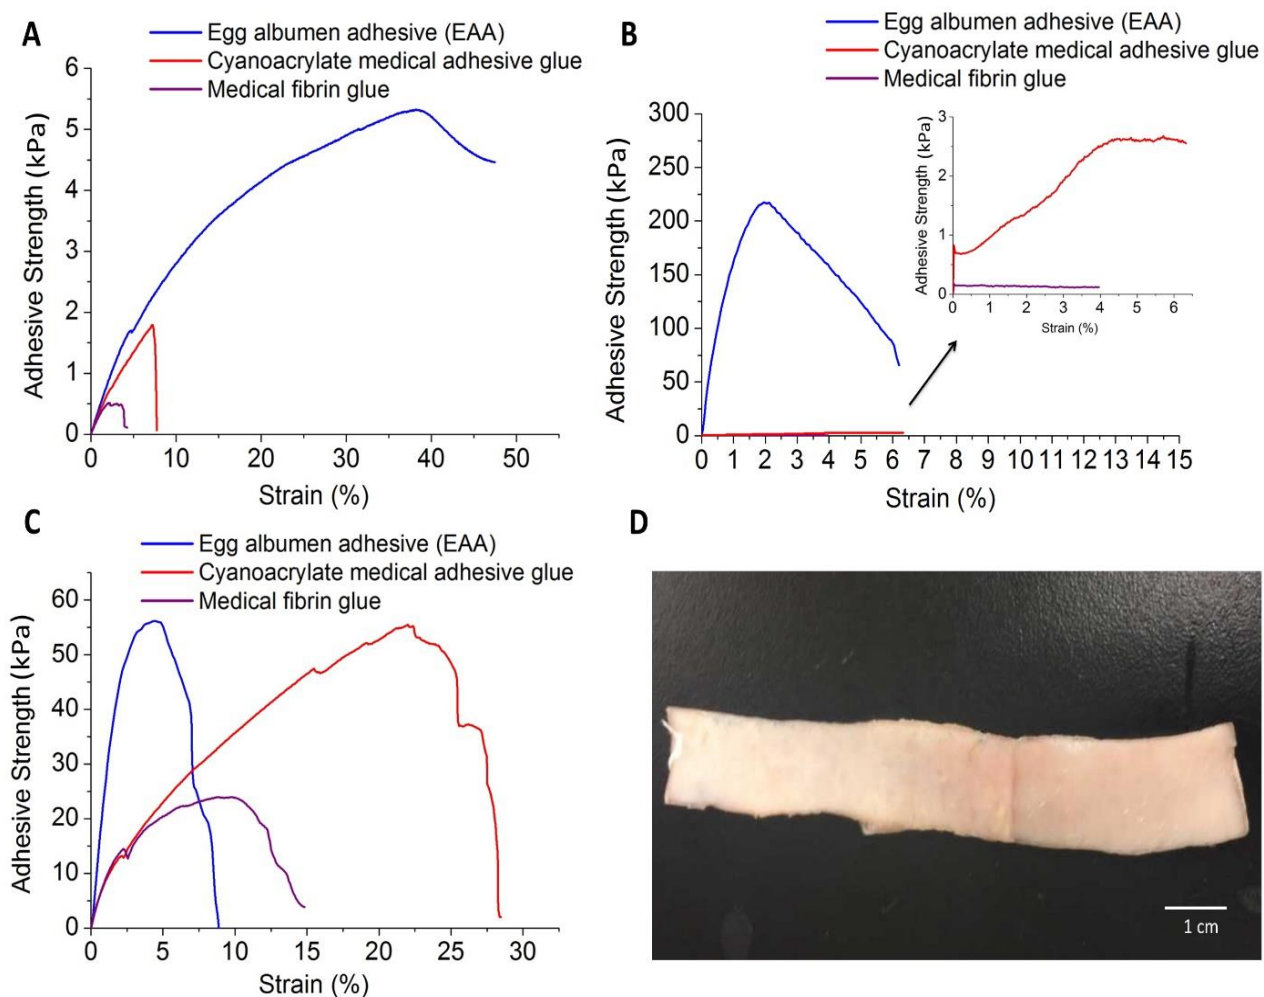 A
Egg albumen adhesive (EAA)
Cyanoacrylate medical adhesive glue
Medical fibrin glue
Adhesive Strength (kPa)
6
5
4
3
2
1
0
0 10 20 30 40 50
Strain (%)
B
Egg albumen adhesive (EAA)
Cyanoacrylate medical adhesive glue
Medical fibrin glue
Adhesive Strength (kPa)
300
250
200
150
100
50
0
0 1 2 3 4 5 6 7 8 9 10 11 12 13 14 15
Strain (%)
Adhesive Strength (kPa)
3
2
1
0
0 1 2 3 4 5 6
Strain (%)
C
Egg albumen adhesive (EAA)
Cyanoacrylate medical adhesive glue
Medical fibrin glue
Adhesive Strength (kPa)
60
50
40
30
20
10
0
0 5 10 15 20 25 30
Strain (%)
D
1 cm